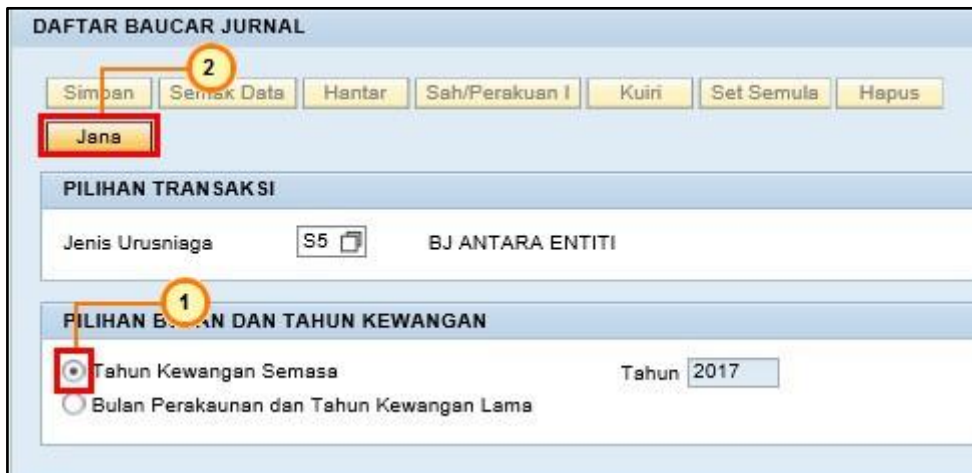 DAFTAR BAUCAR JURNAL
2
Simpan Semak Data Hantar Sah/Perakuan I Kuiri Set Semula Hapus
Jana
PILIHAN TRANSAKSI
Jenis Urusniaga S5 BJ ANTARA ENTITI
1
PILIHAN BULAN DAN TAHUN KEWANGAN
Tahun Kewangan Semasa Tahun 2017
Bulan Perakaunan dan Tahun Kewangan Lama